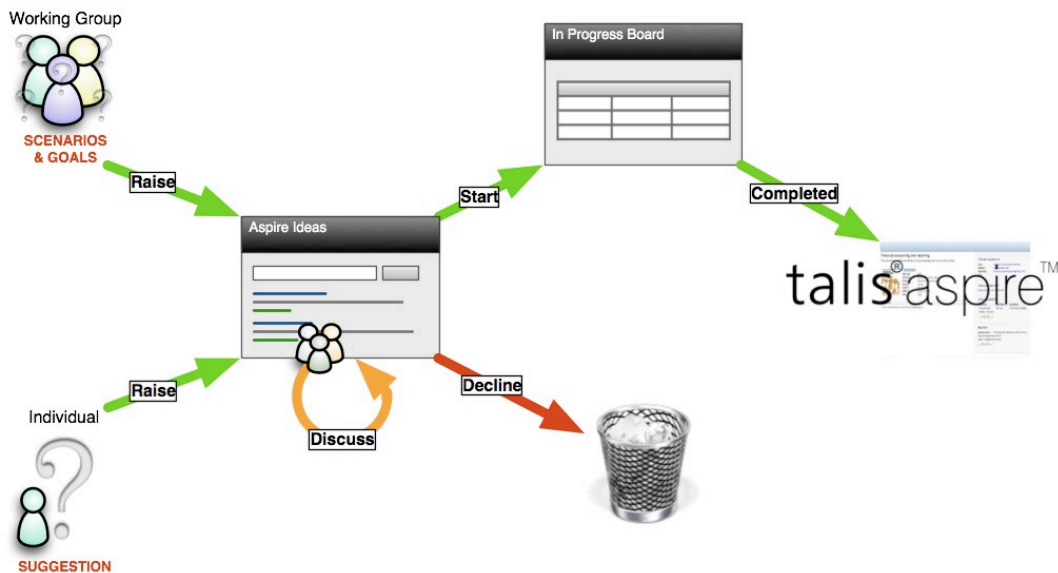 Working Group
SCENARIOS
& GOALS
Raise
Aspire Ideas
Start
In Progress Board
Completed
talis® aspire™
Raise
Individual
SUGGESTION
Discuss
Decline